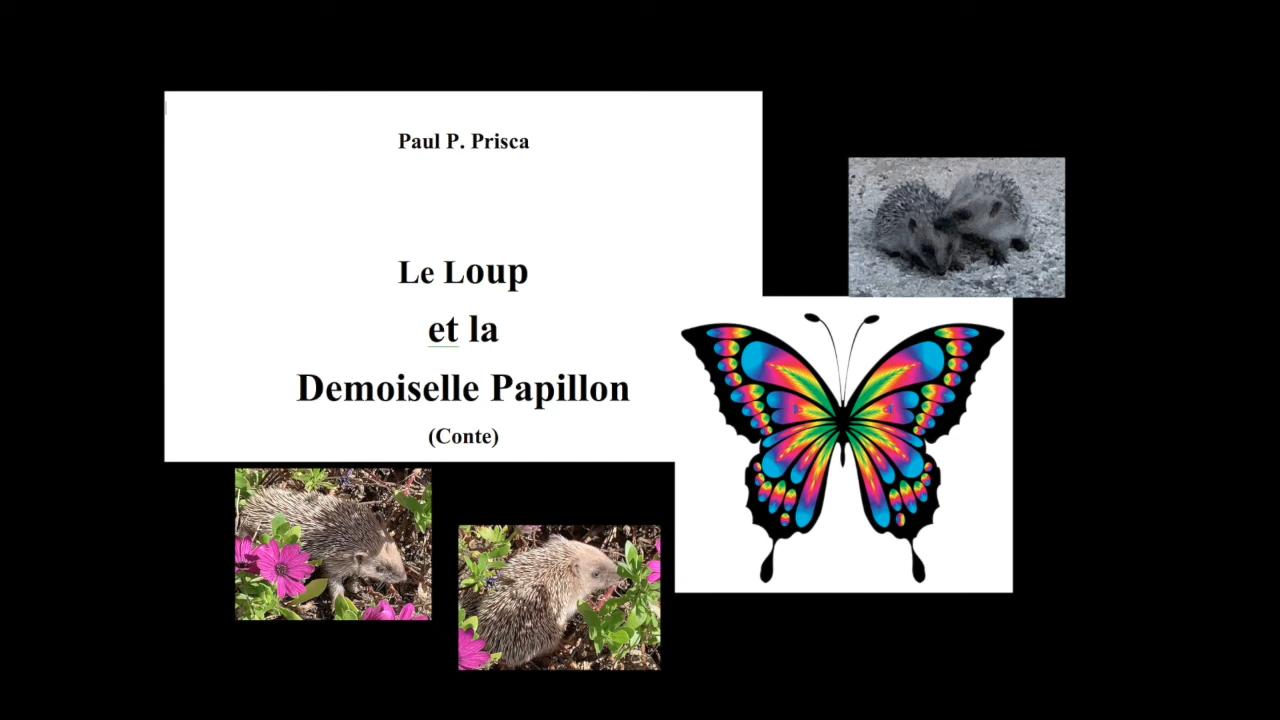 Paul P. Prisca
Le Loup
et la
Demoiselle Papillon
(Conte)